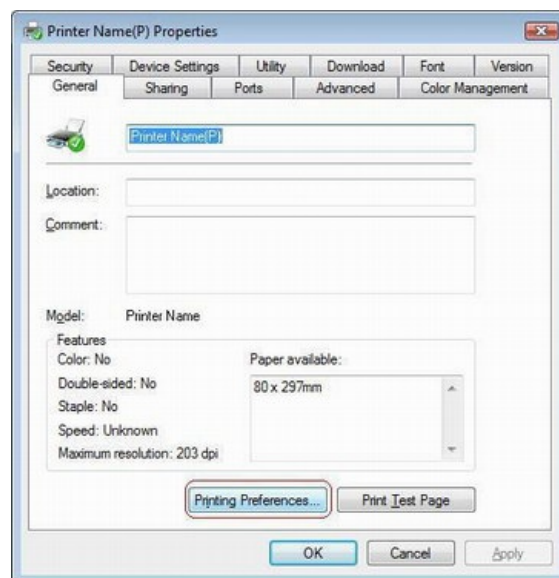 Printer Name(P) Properties
Security Device Settings Utility Download Font Version
General Sharing Ports Advanced Color Management
Printer Name(P)
Location:
Comment:
Model: Printer Name
Features
Color: No
Paper available:
Double-sided: No
80 x 297mm
Staple: No
Speed: Unknown
Maximum resolution: 203 dpi
Printing Preferences... Print Test Page
OK Cancel Apply